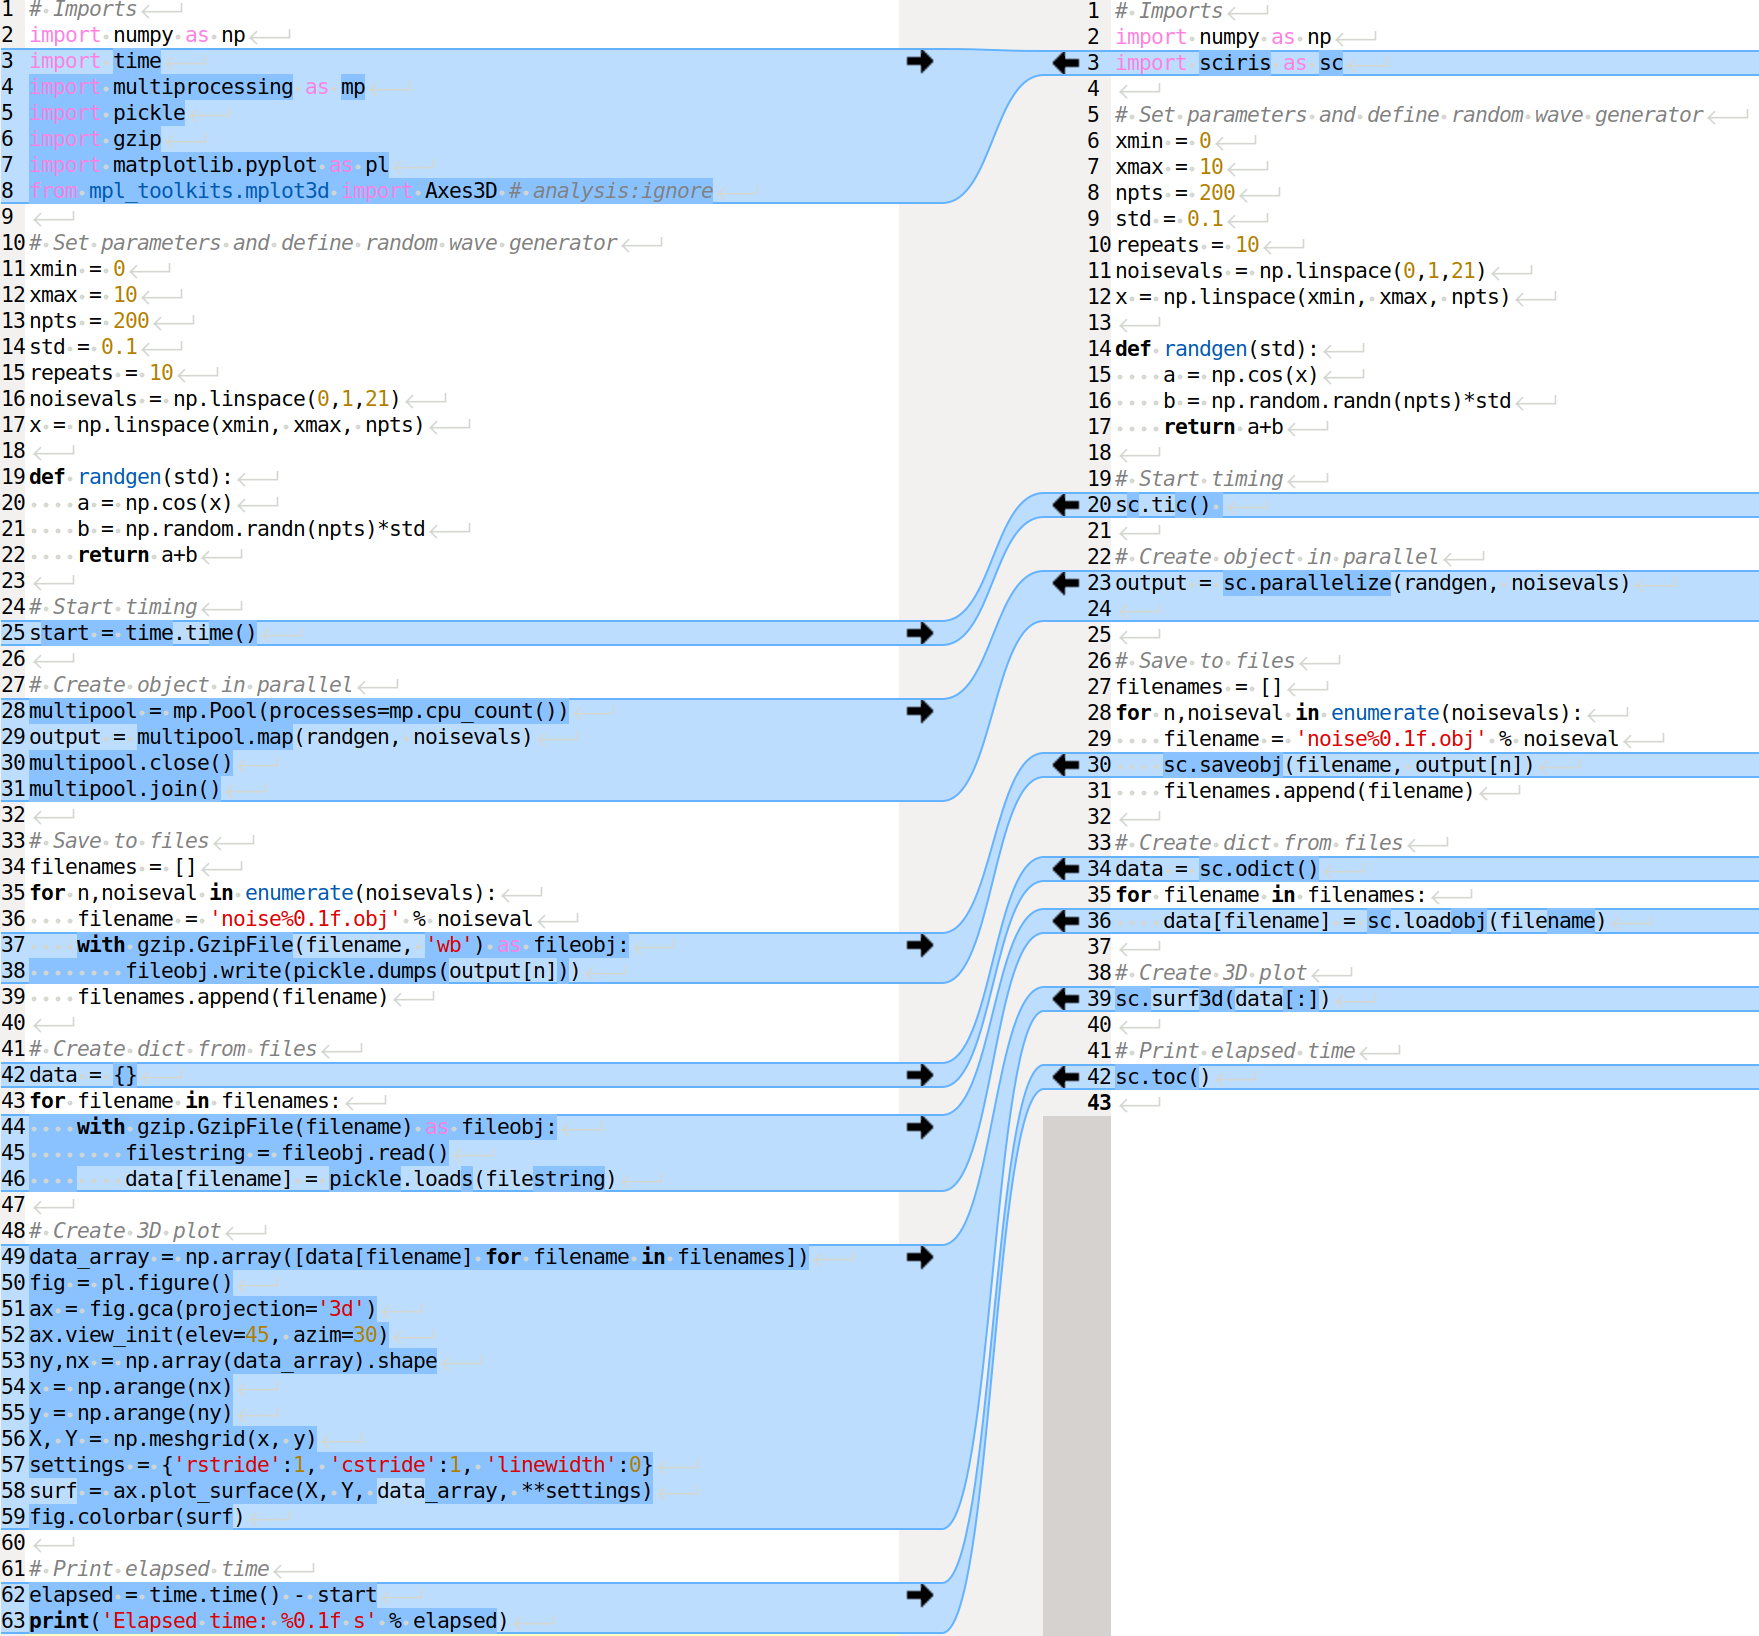 1 # Imports
2 import numpy as np
3 import time
4 import multiprocessing as mp
5 import pickle
6 import gzip
7 import matplotlib.pyplot as pl
8 from mpl_toolkits.mplot3d import Axes3D # analysis:ignore
9
10 # Set parameters and define random wave generator
11 xmin = 0
12 xmax = 10
13 npts = 200
14 std = 0.1
15 repeats = 10
16 noisevals = np.linspace(0,1,21)
17 x = np.linspace(xmin, xmax, npts)
18
19 def randgen(std):
20     a = np.cos(x)
21     b = np.random.randn(npts)*std
22     return a+b
23
24 # Start timing
25 start = time.time()
26
27 # Create object in parallel
28 multipool = mp.Pool(processes=mp.cpu_count())
29 output = multipool.map(randgen, noisevals)
30 multipool.close()
31 multipool.join()
32
33 # Save to files
34 filenames = []
35 for n,noiseval in enumerate(noisevals):
36     filename = 'noise%0.1f.obj' % noiseval
37     with gzip.GzipFile(filename, 'wb') as fileobj:
38         fileobj.write(pickle.dumps(output[n]))
39     filenames.append(filename)
40
41 # Create dict from files
42 data = {}
43 for filename in filenames:
44     with gzip.GzipFile(filename) as fileobj:
45         filestring = fileobj.read()
46         data[filename] = pickle.loads(filestring)
47
48 # Create 3D plot
49 data_array = np.array([data[filename] for filename in filenames])
50 fig = pl.figure()
51 ax = fig.gca(projection='3d')
52 ax.view_init(elev=45, azim=30)
53 ny,nx = np.array(data_array).shape
54 x = np.arange(nx)
55 y = np.arange(ny)
56 X, Y = np.meshgrid(x, y)
57 settings = {'rstride':1, 'cstride':1, 'linewidth':0}
58 surf = ax.plot_surface(X, Y, data_array, **settings)
59 fig.colorbar(surf)
60
61 # Print elapsed time
62 elapsed = time.time() - start
63 print('Elapsed time: %0.1f s' % elapsed)
1 # Imports
2 import numpy as np
3 import sciris as sc
4
5 # Set parameters and define random wave generator
6 xmin = 0
7 xmax = 10
8 npts = 200
9 std = 0.1
10 repeats = 10
11 noisevals = np.linspace(0,1,21)
12 x = np.linspace(xmin, xmax, npts)
13
14 def randgen(std):
15     a = np.cos(x)
16     b = np.random.randn(npts)*std
17     return a+b
18
19 # Start timing
20 sc.tic()
21
22 # Create object in parallel
23 output = sc.parallelize(randgen, noisevals)
24
25
26 # Save to files
27 filenames = []
28 for n,noiseval in enumerate(noisevals):
29     filename = 'noise%0.1f.obj' % noiseval
30     sc.saveobj(filename, output[n])
31     filenames.append(filename)
32
33 # Create dict from files
34 data = sc.odict()
35 for filename in filenames:
36     data[filename] = sc.loadobj(filename)
37
38 # Create 3D plot
39 sc.surf3d(data[:])
40
41 # Print elapsed time
42 sc.toc()
43